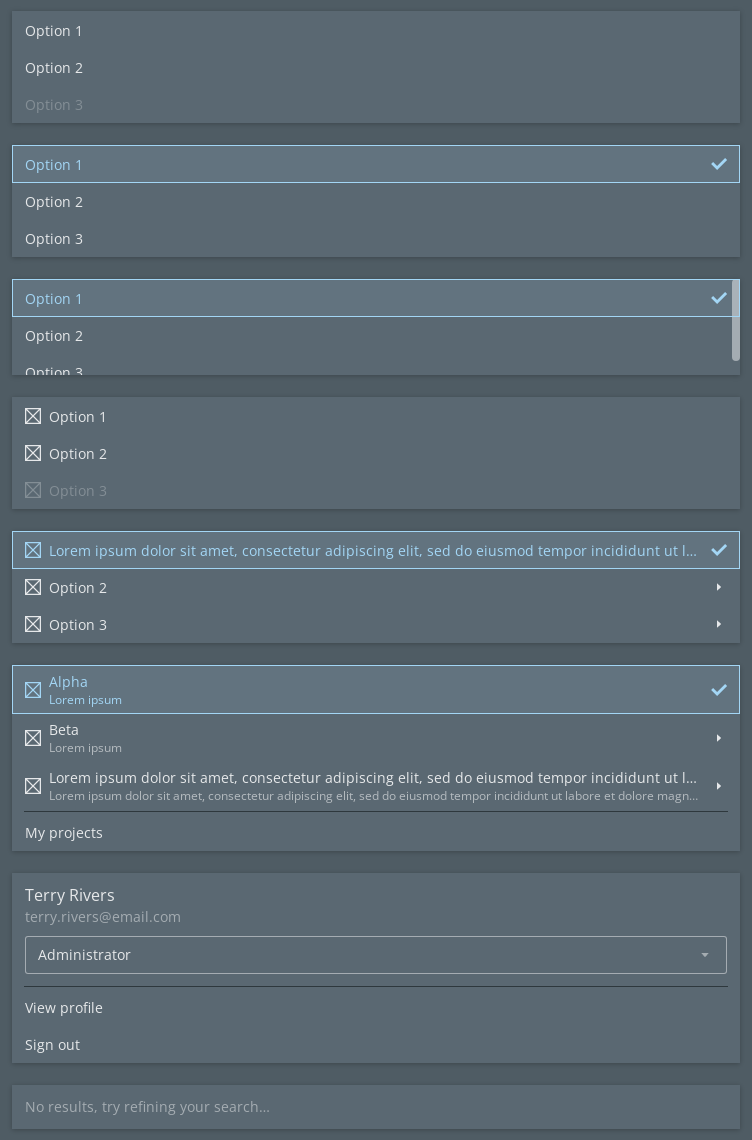 Option 1
Option 2
Option 3
Option 1
Option 2
Option 3
Option 1
Option 2
Option 3
Option 1
Option 2
Option 3
Lorem ipsum dolor sit amet, consectetur adipiscing elit, sed do eiusmod tempor incididunt ut l...
Option 2
Option 3
Alpha
Lorem ipsum
Beta
Lorem ipsum
Lorem ipsum dolor sit amet, consectetur adipiscing elit, sed do eiusmod tempor incididunt ut l...
Lorem ipsum dolor sit amet, consectetur adipiscing elit, sed do eiusmod tempor incididunt ut labore et dolore magn...
My projects
Terry Rivers
terry.rivers@email.com
Administrator
View profile
Sign out
No results, try refining your search...